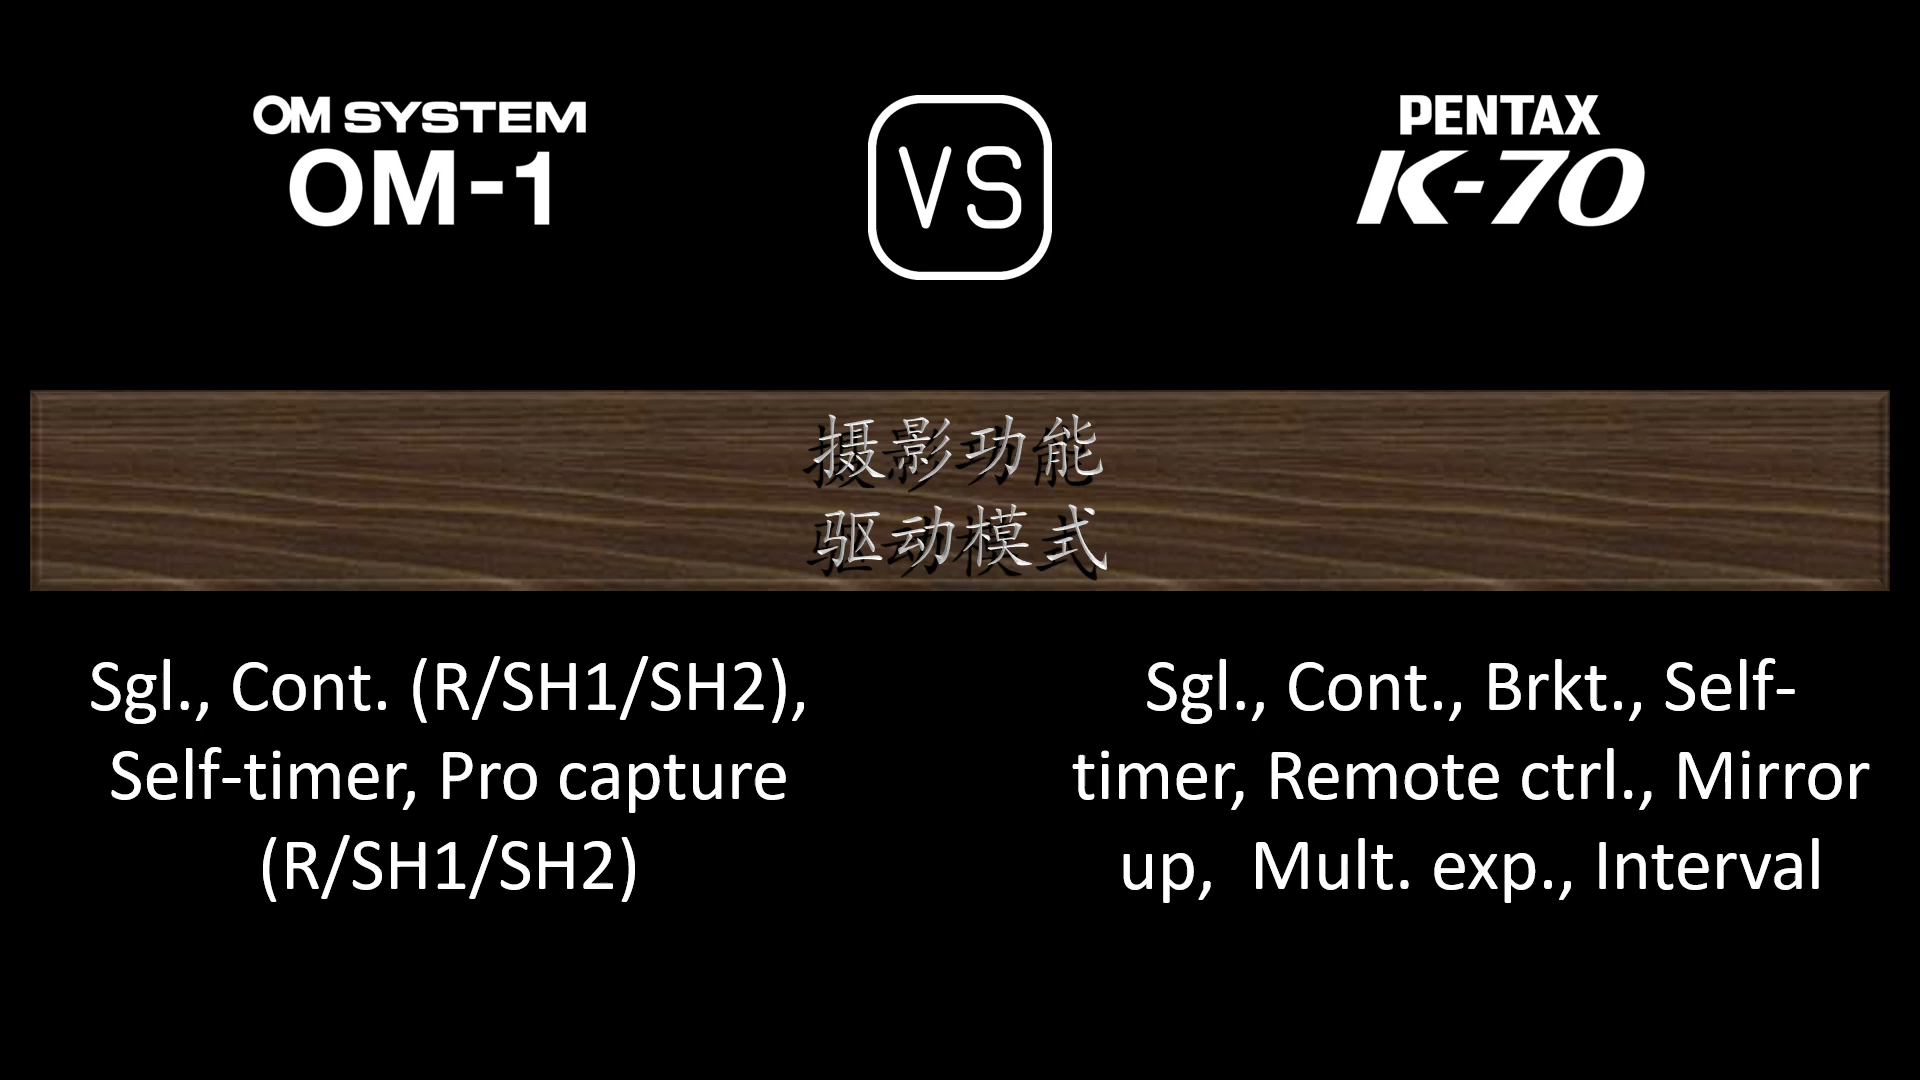 OM SYSTEM
OM-1
VS
PENTAX
K-70
摄影功能
驱动模式
Sgl., Cont. (R/SH1/SH2),
Self-timer, Pro capture
(R/SH1/SH2)
Sgl., Cont., Brkt., Self-
timer, Remote ctrl., Mirror
up,  Mult. exp., Interval